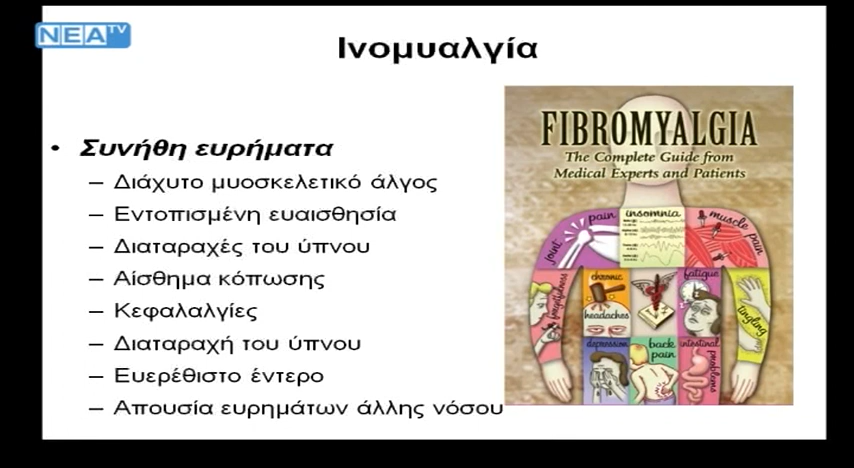 NEA TV
Ινομυαλγία
• Συνήθη ευρήματα
– Διάχυτο μυοσκελετικό άλγος
– Εντοπισμένη ευαισθησία
– Διαταραχές του ύπνου
– Αίσθημα κόπωσης
– Κεφαλαλγίες
– Διαταραχή του ύπνου
– Ευερέθιστο έντερο
– Απουσία ευρημάτων άλλης νόσου
FIBROMYALGIA
The Complete Guide from
Medical Experts and Patients
joint pain
insomnia
muscle pain
forgetfulness
chronic
headaches
fatigue
tingling
depression
back
pain
intestinal
problems